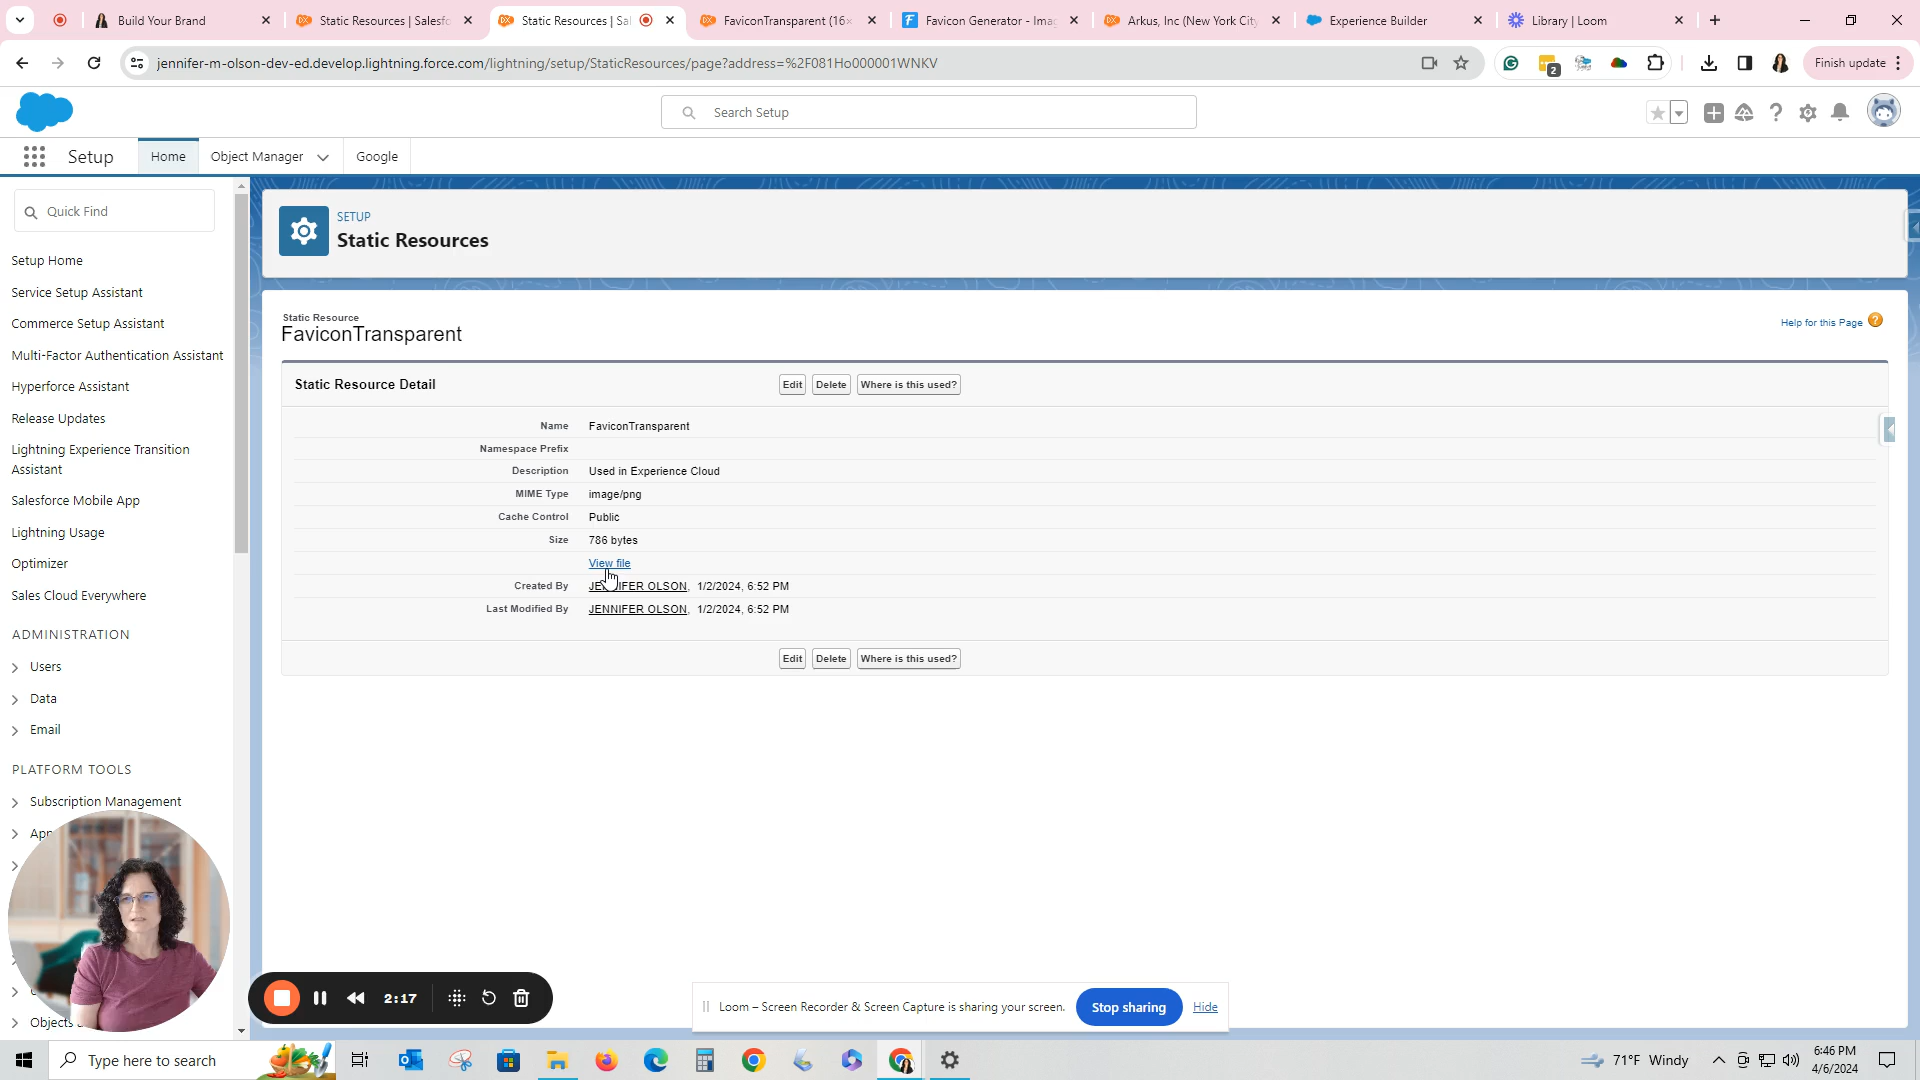 Build Your Brand
Static Resources | Salesfo
Static Resources | Sa
FaviconTransparent (16×
Favicon Generator - Ima
Arkus, Inc (New York City
Experience Builder
Library | Loom
jennifer-m-olson-dev-ed.develop.lightning.force.com/lightning/setup/StaticResources/page?address=%2F081Ho000001WNKV
2
Finish update
Search Setup
Setup
Home
Object Manager
Google
Quick Find
Setup Home
Service Setup Assistant
Commerce Setup Assistant
Multi-Factor Authentication Assistant
Hyperforce Assistant
Release Updates
Lightning Experience Transition
Assistant
Salesforce Mobile App
Lightning Usage
Optimizer
Sales Cloud Everywhere
ADMINISTRATION
Users
Data
Email
PLATFORM TOOLS
Subscription Management
App
Objects
SETUP
Static Resources
Static Resource
FaviconTransparent
Help for this Page
Static Resource Detail
Edit
Delete
Where is this used?
Name FaviconTransparent
Namespace Prefix
Description Used in Experience Cloud
MIME Type image/png
Cache Control Public
Size 786 bytes
View file
Created By JENNIFER OLSON, 1/2/2024, 6:52 PM
Last Modified By JENNIFER OLSON, 1/2/2024, 6:52 PM
Edit
Delete
Where is this used?
2:17
Loom – Screen Recorder & Screen Capture is sharing your screen.
Stop sharing
Hide
Type here to search
71°F Windy
6:46 PM
4/6/2024